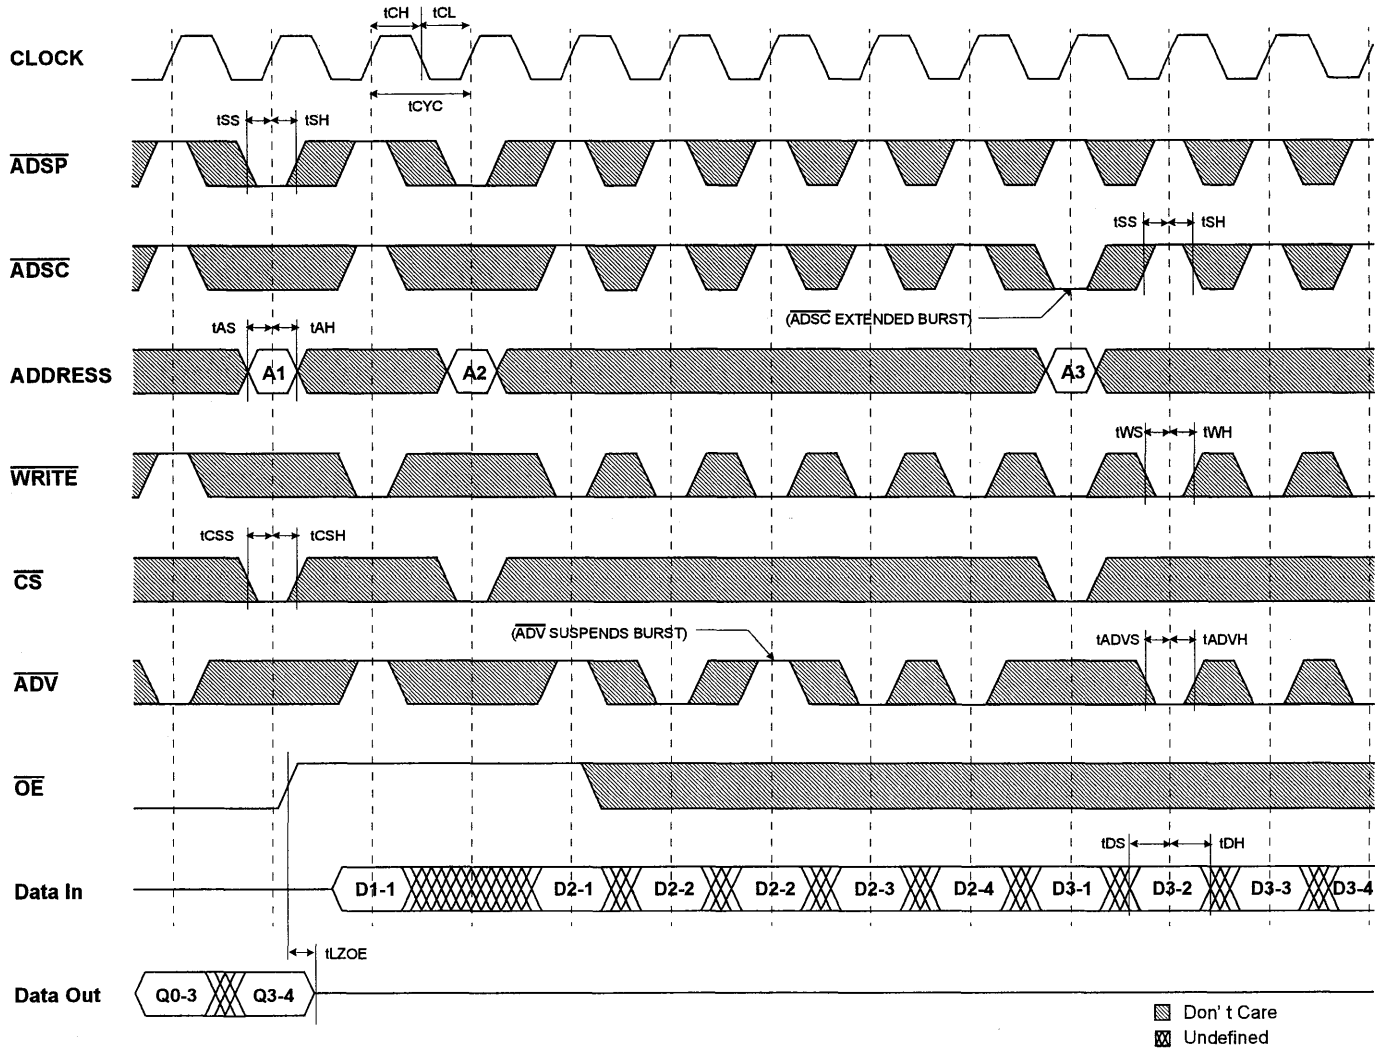 tCH tCL
CLOCK
tCYC
tSS tSH
ADSP
tSS tSH
ADSC
(ADSC EXTENDED BURST)
tAS tAH
ADDRESS A1 A2 A3
tWS tWH
WRITE
tCSS tCSH
CS
(ADV SUSPENDS BURST)
tADVS tADVH
ADV
OE
tDS tDH
Data In D1-1 D2-1 D2-2 D2-2 D2-3 D2-4 D3-1 D3-2 D3-3 D3-4
tLZOE
Data Out Q0-3 Q3-4
Don' t Care
Undefined